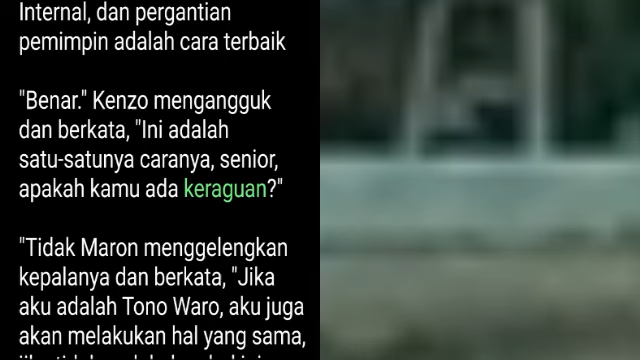 Internal, dan pergantian
pemimpin adalah cara terbaik
"Benar." Kenzo mengangguk
dan berkata, "Ini adalah
satu-satunya caranya, senior,
apakah kamu ada keraguan?"
"Tidak Maron menggelengkan
kepalanya dan berkata, "Jika
aku adalah Tono Waro, aku juga
akan melakukan hal yang sama,